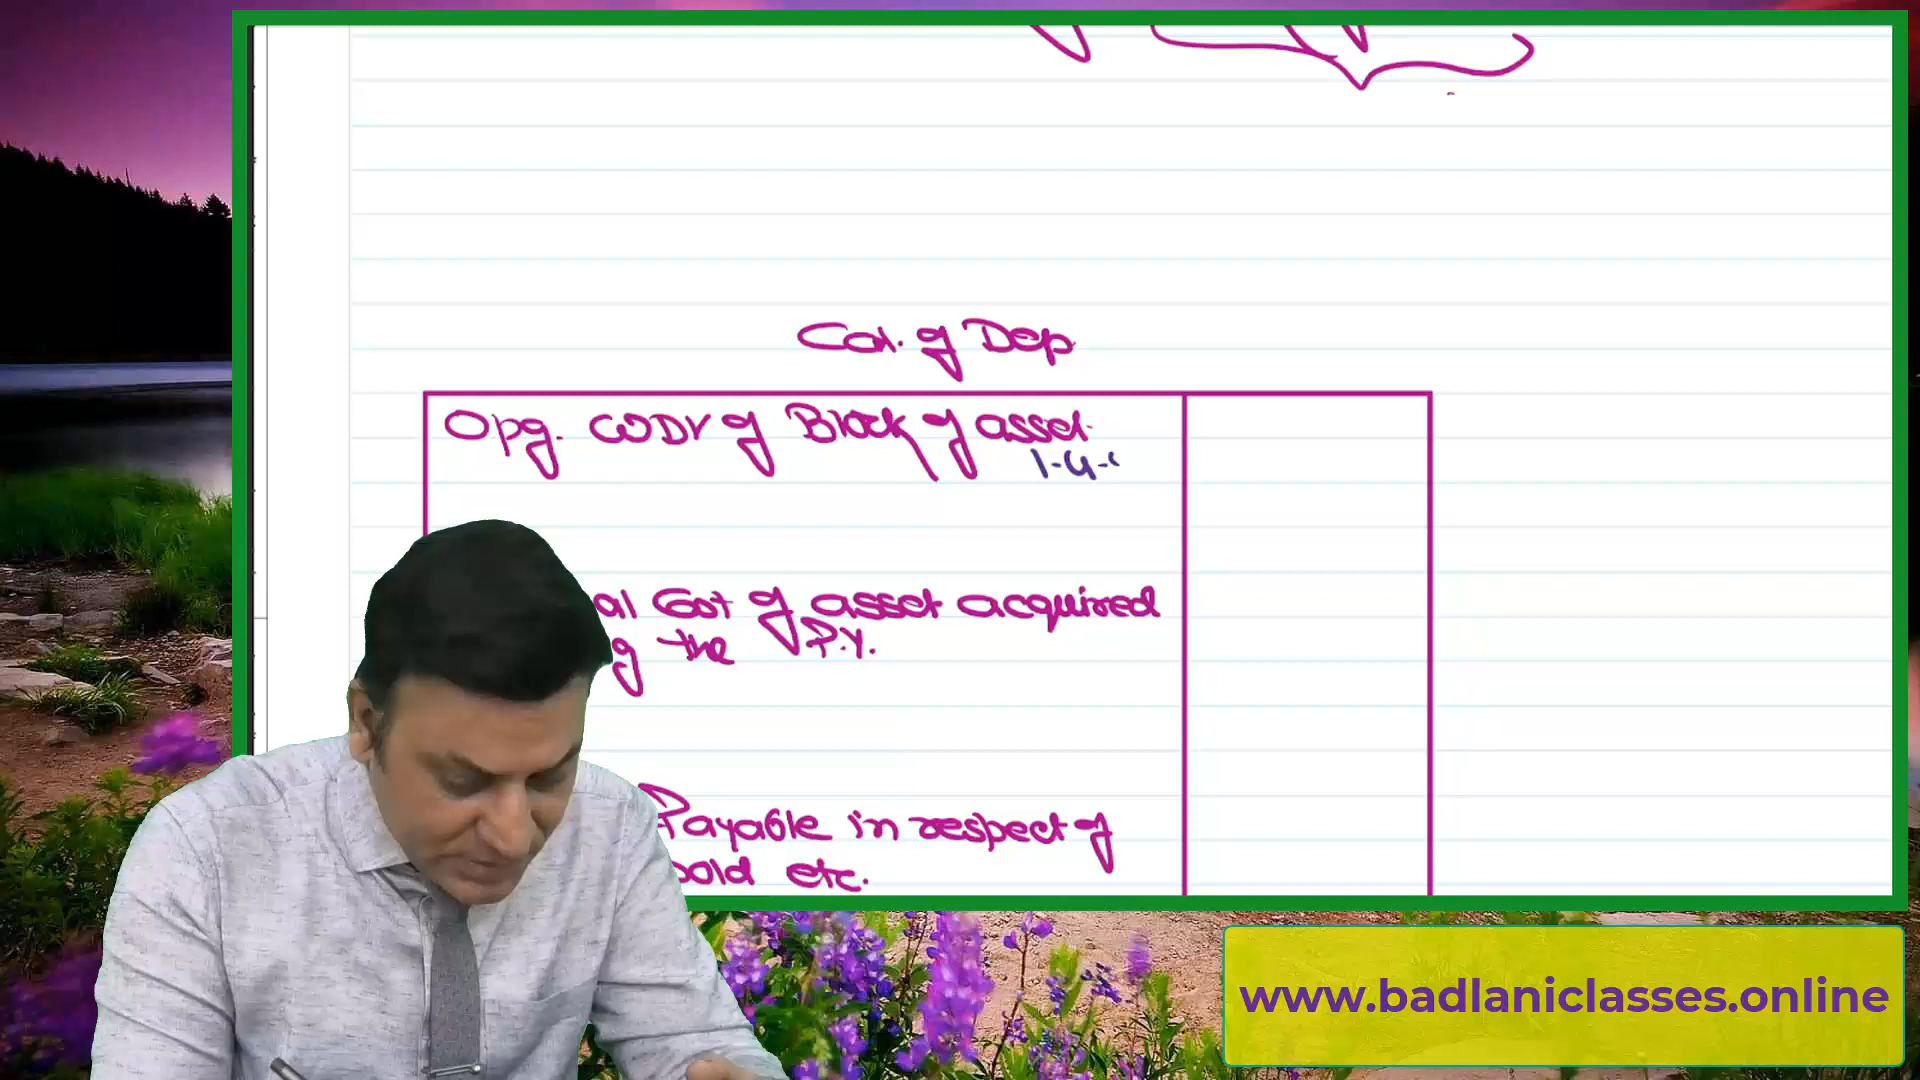 Cal. of Dep.
Opg. WDV of Block of asset
1-4-
al Cost of asset acquired
g the P.Y.
Payable in respect of
sold etc.
www.badlaniclasses.online